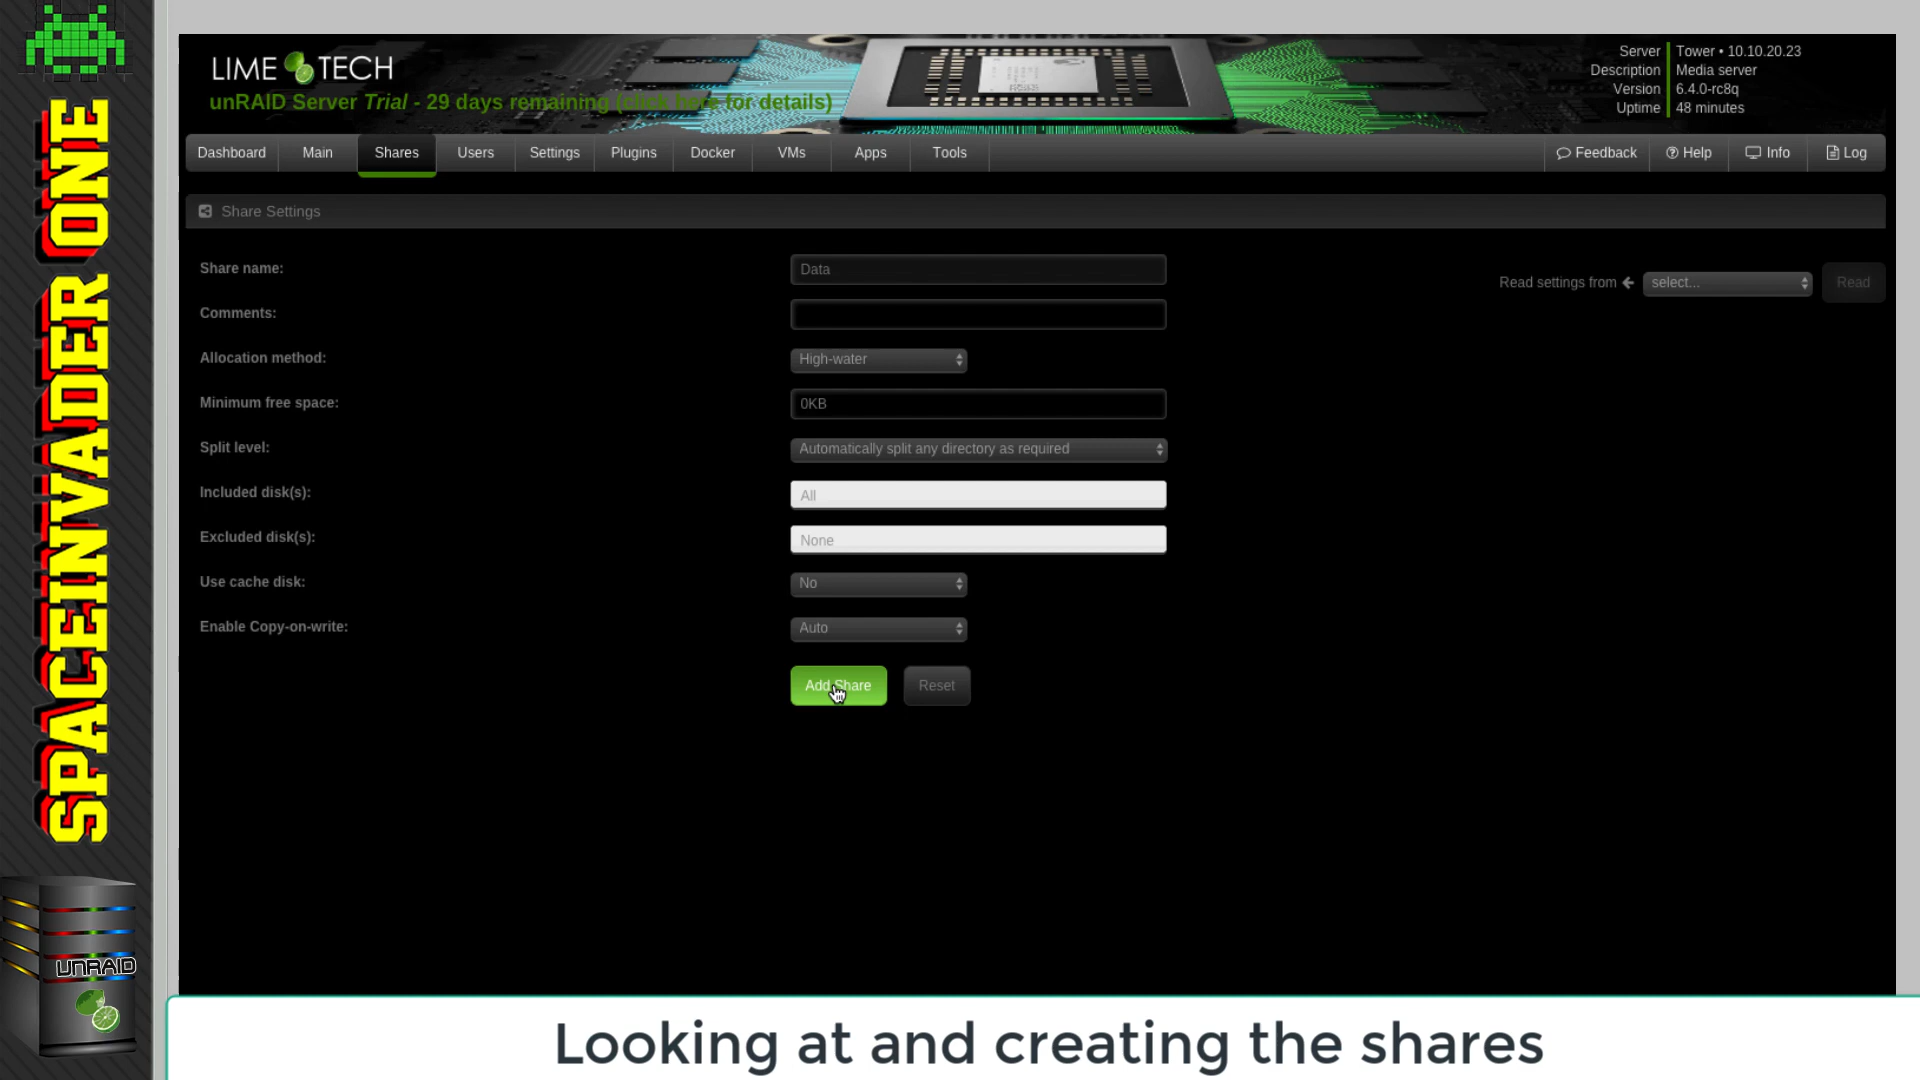 SPACEINVADER ONE
UNRAID
LIME TECH
unRAID Server Trial - 29 days remaining (click here for details)
Server Tower • 10.10.20.23
Description Media server
Version 6.4.0-rc8q
Uptime 48 minutes
Dashboard Main Shares Users Settings Plugins Docker VMs Apps Tools Feedback Help Info Log
Share Settings
Share name: Data
Read settings from select... Read
Comments:
Allocation method: High-water
Minimum free space: 0KB
Split level: Automatically split any directory as required
Included disk(s): All
Excluded disk(s): None
Use cache disk: No
Enable Copy-on-write: Auto
Add Share Reset
Looking at and creating the shares